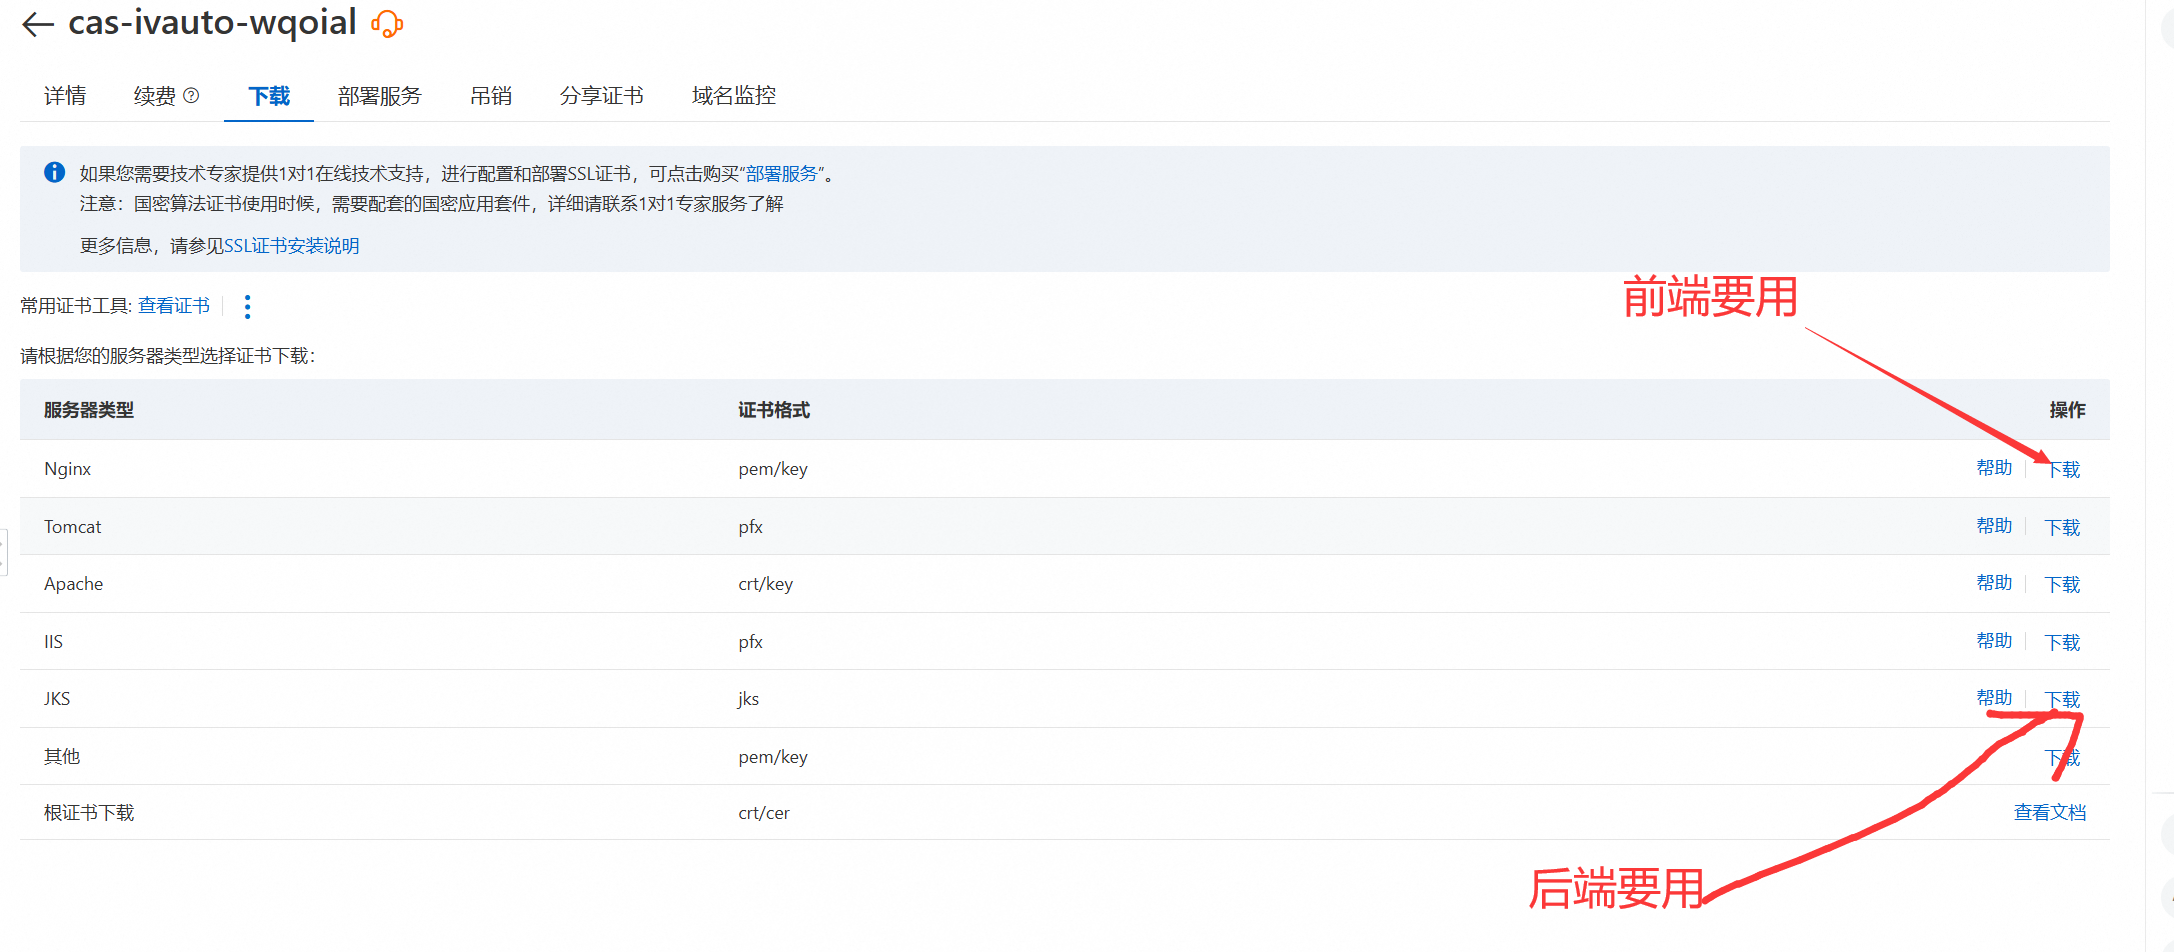 cas-ivauto-wqoial
详情 续费 下载 部署服务 吊销 分享证书 域名监控
如果您需要技术专家提供1对1在线技术支持，进行配置和部署SSL证书，可点击购买“部署服务”。
注意：国密算法证书使用时候，需要配套的国密应用套件，详细请联系1对1专家服务了解
更多信息，请参见SSL证书安装说明
前端要用
常用证书工具: 查看证书
请根据您的服务器类型选择证书下载：
服务器类型 证书格式 操作
Nginx pem/key 帮助 下载
Tomcat pfx 帮助 下载
Apache crt/key 帮助 下载
IIS pfx 帮助 下载
JKS jks 帮助 下载
其他 pem/key 下载
根证书下载 crt/cer 查看文档
后端要用